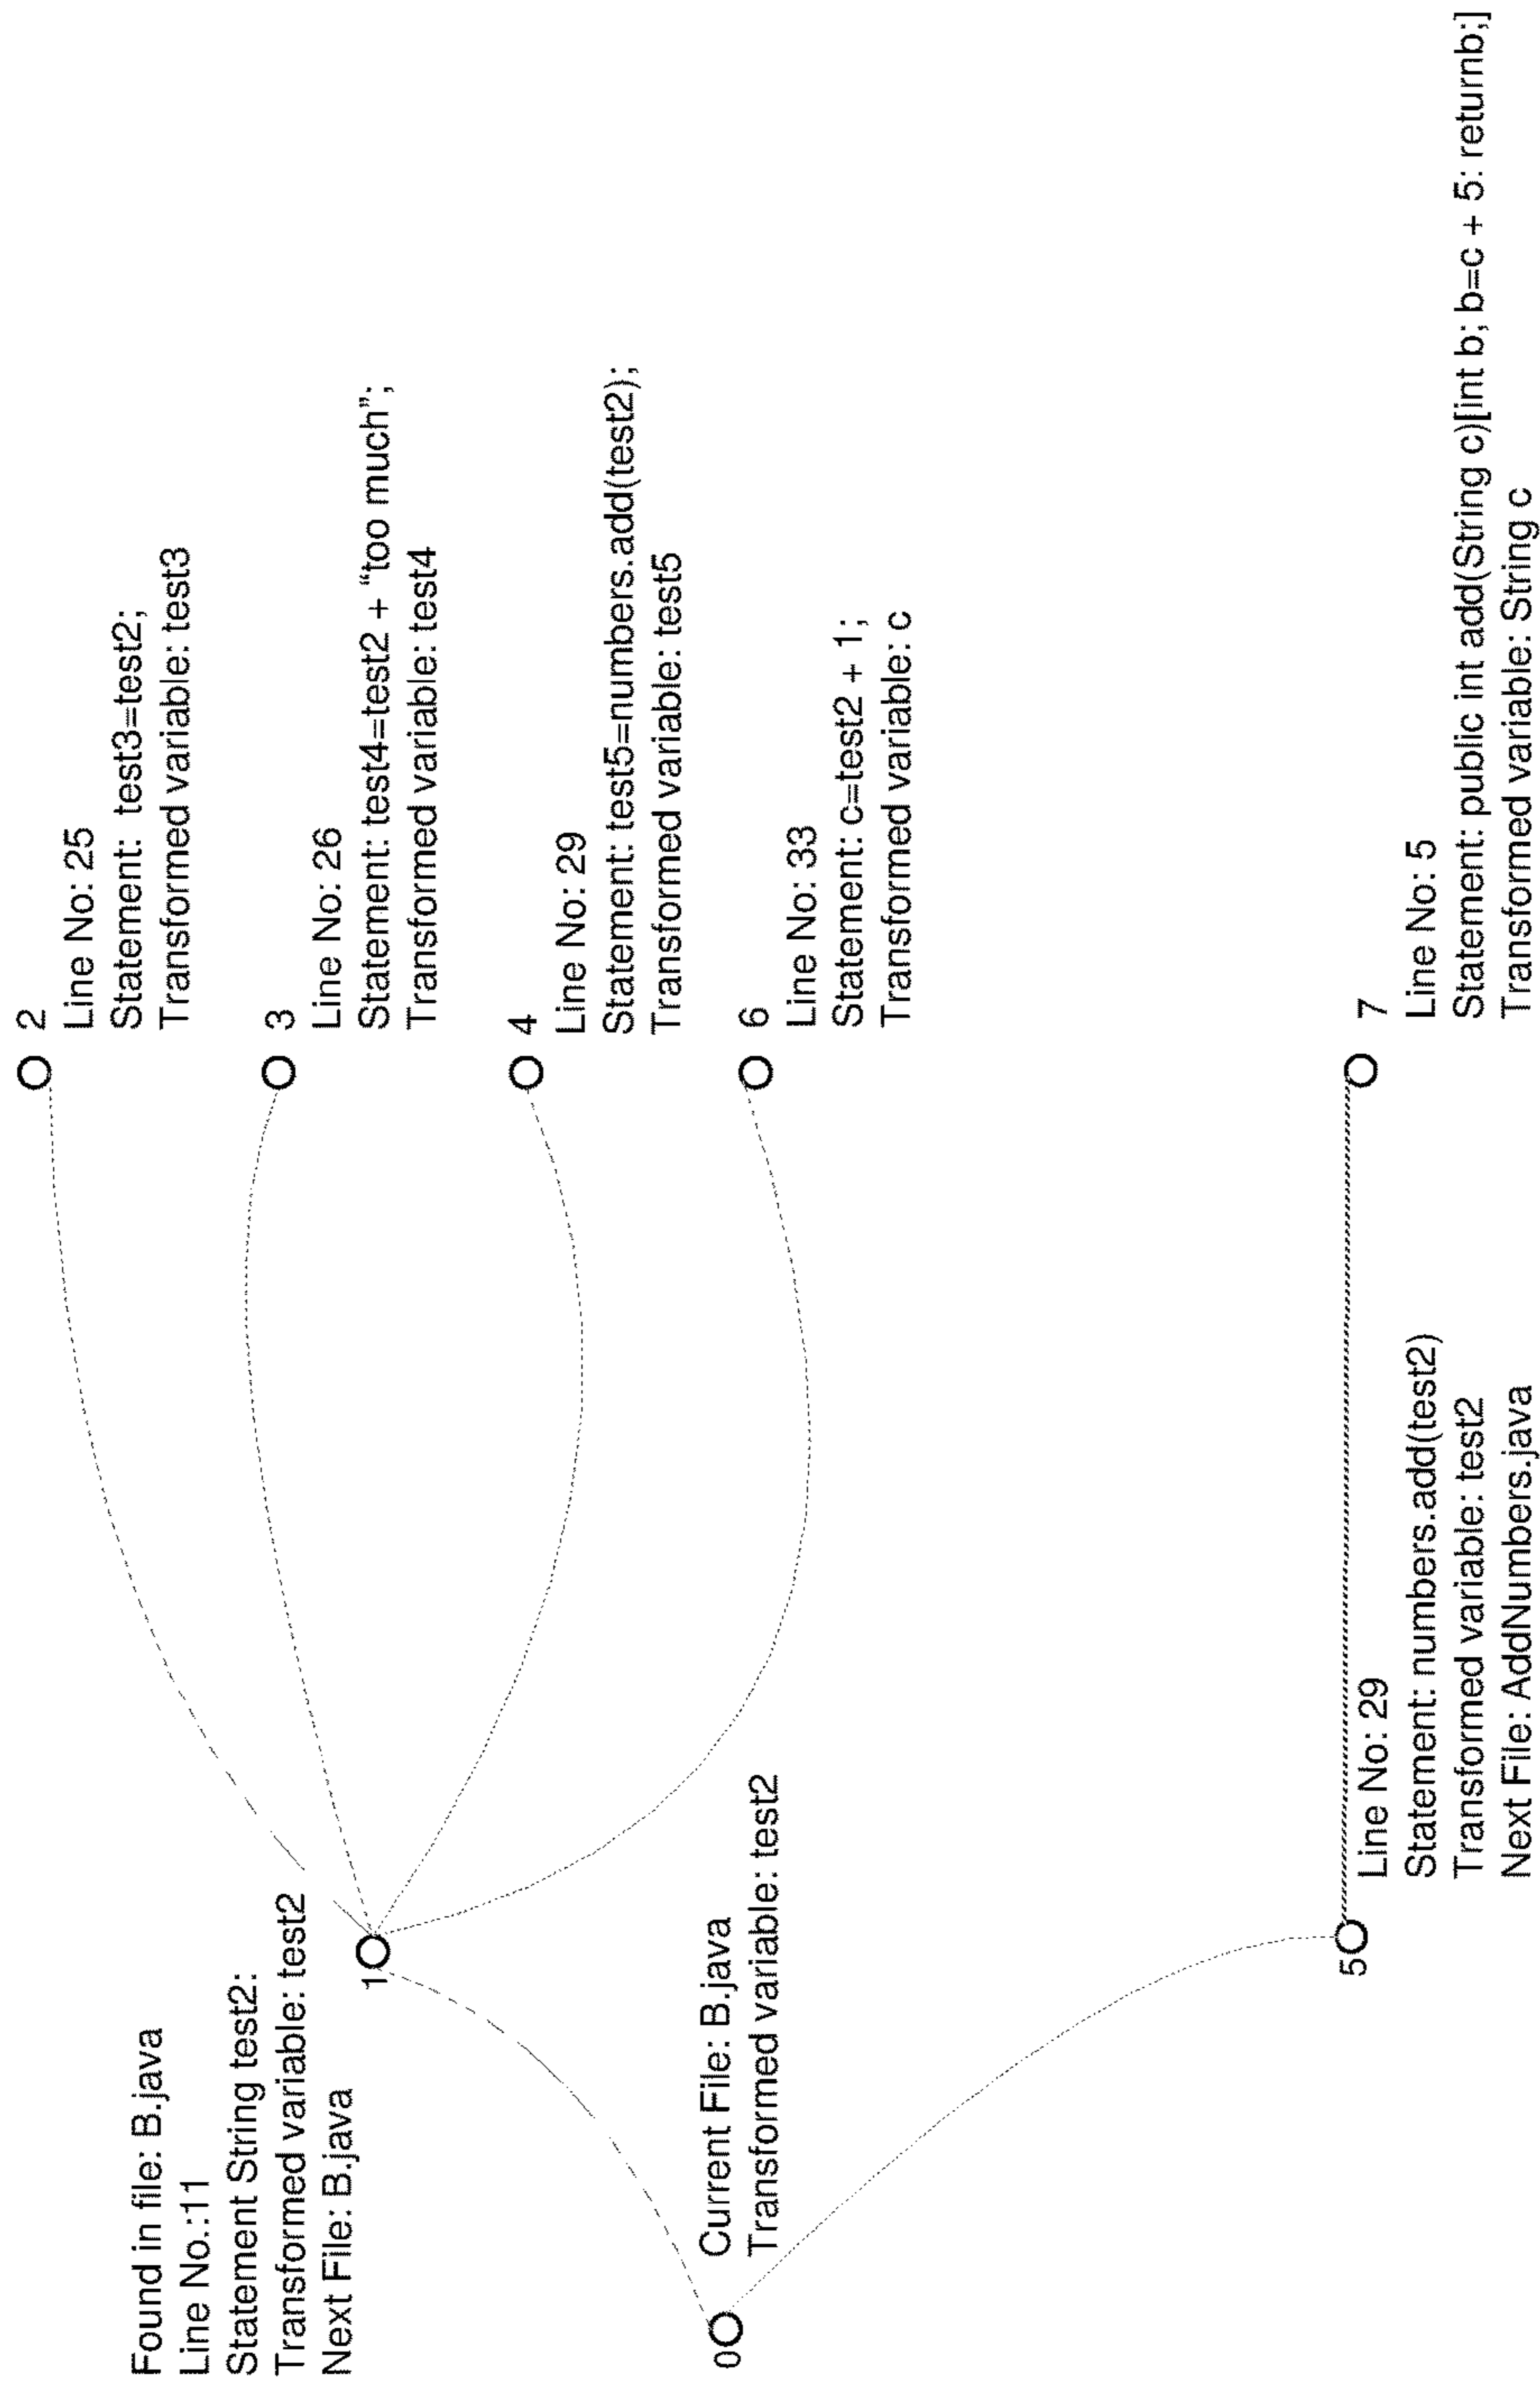 2
Line No: 25
Statement: test3=test2;
Transformed variable: test3
3
Line No: 26
Statement: test4=test2 + “too much”;
Transformed variable: test4
4
Line No: 29
Statement: test5=numbers.add(test2);
Transformed variable: test5
6
Line No: 33
Statement: c=test2 + 1;
Transformed variable: c
Found in file: B.java
Line No.:11
Statement String test2:
Transformed variable: test2
Next File: B.java
1
0
Current File: B.java
Transformed variable: test2
5
Line No: 29
Statement: numbers.add(test2)
Transformed variable: test2
Next File: AddNumbers.java
7
Line No: 5
Statement: public int add(String c)[int b; b=c + 5: returnb;]
Transformed variable: String c